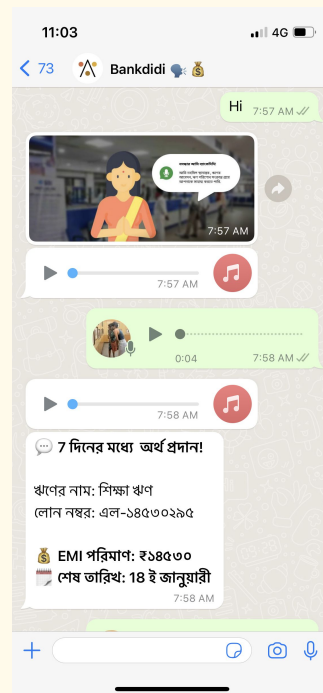 11:03
4G
73
Bankdidi 🗣️ 💰
Hi
7:57 AM
7:57 AM
7:57 AM
0:04
7:58 AM
7:58 AM
💬 7 দিনের মধ্যে অর্থ প্রদান!
ঋণের নাম: শিক্ষা ঋণ
লোন নম্বর: এল-১৪৫৩০২৯৫
💰 EMI পরিমাণ: ₹১৪৫৩০
🗓️ শেষ তারিখ: 18 ই জানুয়ারী
7:58 AM